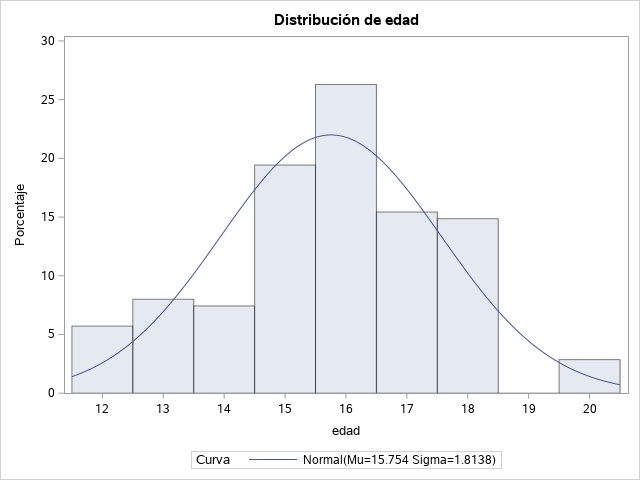 Distribución de edad
30
25
20
15
10
5
0
Porcentaje
12 13 14 15 16 17 18 19 20
edad
Curva Normal(Mu=15.754 Sigma=1.8138)